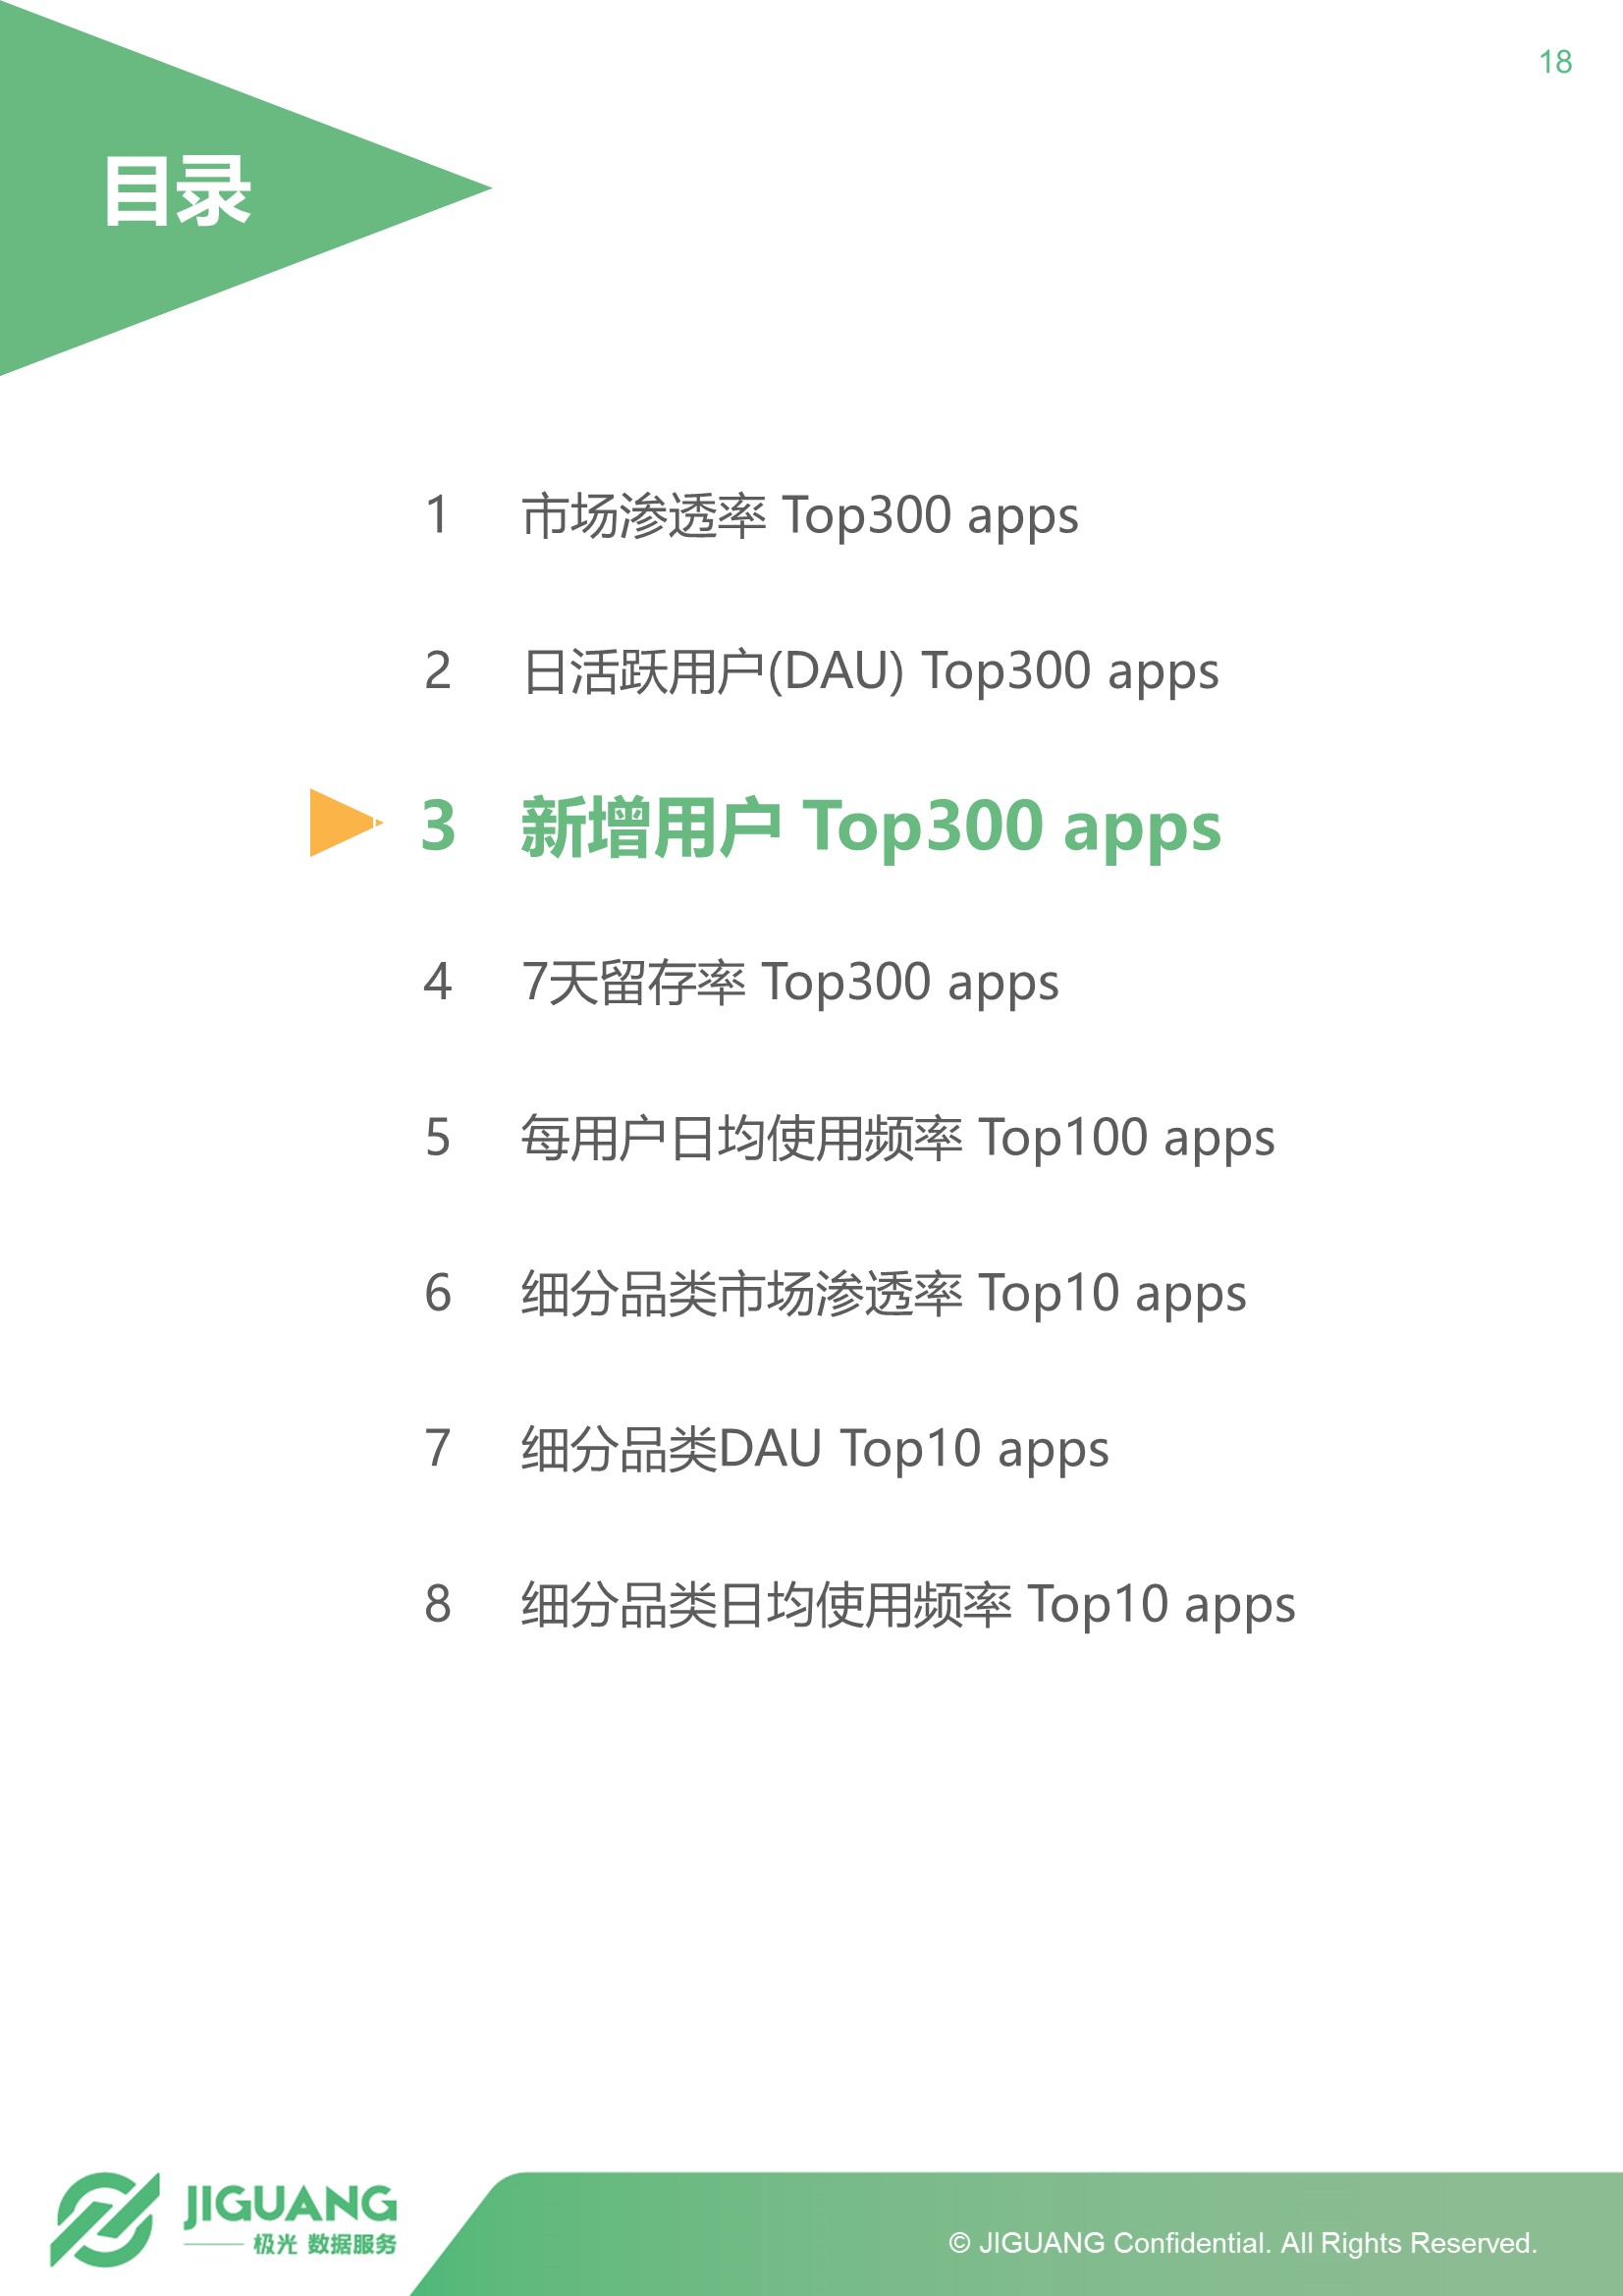 18
目录
1 市场渗透率 Top300 apps
2 日活跃用户(DAU) Top300 apps
3 新增用户 Top300 apps
4 7天留存率 Top300 apps
5 每用户日均使用频率 Top100 apps
6 细分品类市场渗透率 Top10 apps
7 细分品类DAU Top10 apps
8 细分品类日均使用频率 Top10 apps
JIGUANG
极光 数据服务
© JIGUANG Confidential. All Rights Reserved.